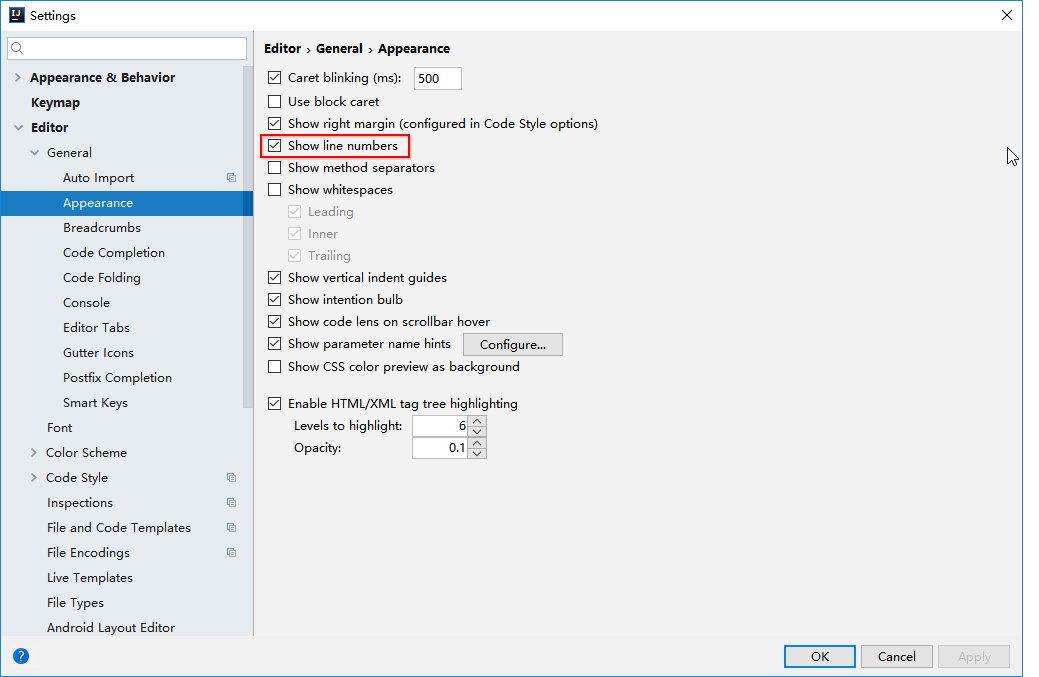 IJ Settings
Appearance & Behavior
Keymap
Editor
General
Auto Import
Appearance
Breadcrumbs
Code Completion
Code Folding
Console
Editor Tabs
Gutter Icons
Postfix Completion
Smart Keys
Font
Color Scheme
Code Style
Inspections
File and Code Templates
File Encodings
Live Templates
File Types
Android Layout Editor
Editor › General › Appearance
Caret blinking (ms): 500
Use block caret
Show right margin (configured in Code Style options)
Show line numbers
Show method separators
Show whitespaces
Leading
Inner
Trailing
Show vertical indent guides
Show intention bulb
Show code lens on scrollbar hover
Show parameter name hints Configure...
Show CSS color preview as background
Enable HTML/XML tag tree highlighting
Levels to highlight: 6
Opacity: 0.1
? OK Cancel Apply